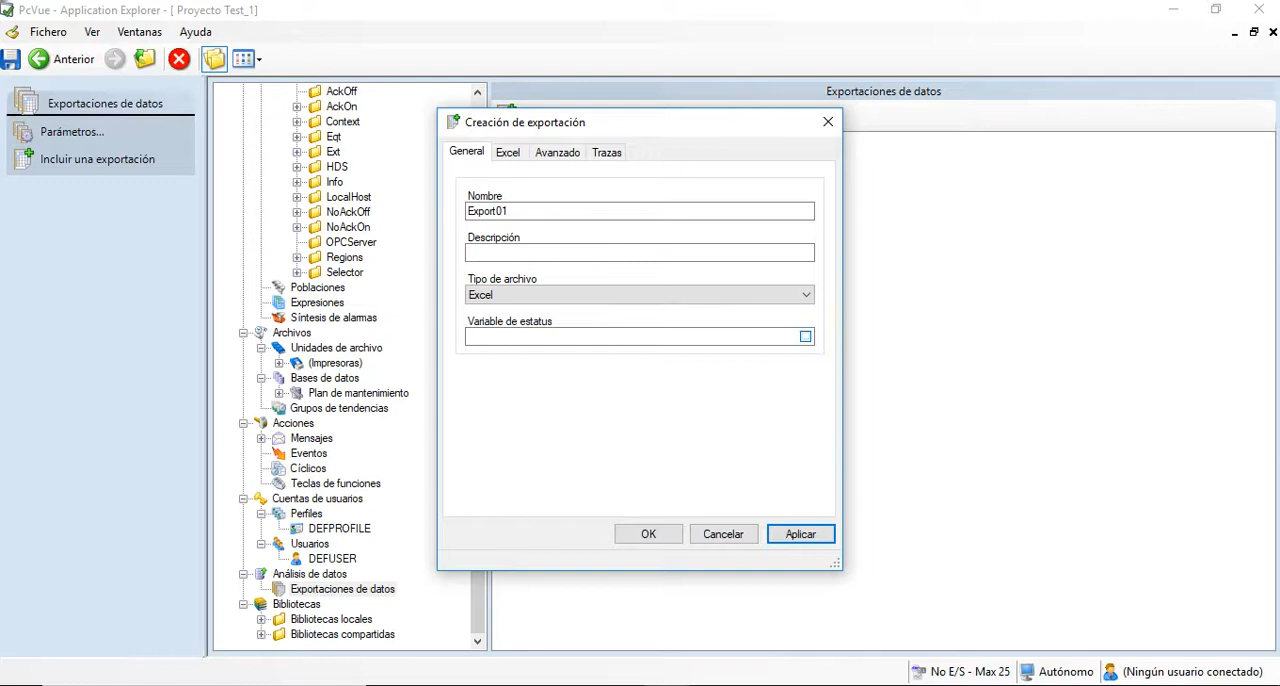 PcVue - Application Explorer - [ Proyecto Test_1]
Fichero Ver Ventanas Ayuda
Anterior
Exportaciones de datos
Parámetros...
Incluir una exportación
AckOff
AckOn
Context
Eqt
Ext
HDS
Info
LocalHost
NoAckOff
NoAckOn
OPCServer
Regions
Selector
Poblaciones
Expresiones
Síntesis de alarmas
Archivos
Unidades de archivo
(Impresoras)
Bases de datos
Plan de mantenimiento
Grupos de tendencias
Acciones
Mensajes
Eventos
Cíclicos
Teclas de funciones
Cuentas de usuarios
Perfiles
DEFPROFILE
Usuarios
DEFUSER
Análisis de datos
Exportaciones de datos
Bibliotecas
Bibliotecas locales
Bibliotecas compartidas
Exportaciones de datos
Creación de exportación
General Excel Avanzado Trazas
Nombre
Export01
Descripción
Tipo de archivo
Excel
Variable de estatus
OK Cancelar Aplicar
No E/S - Max 25 Autónomo (Ningún usuario conectado)